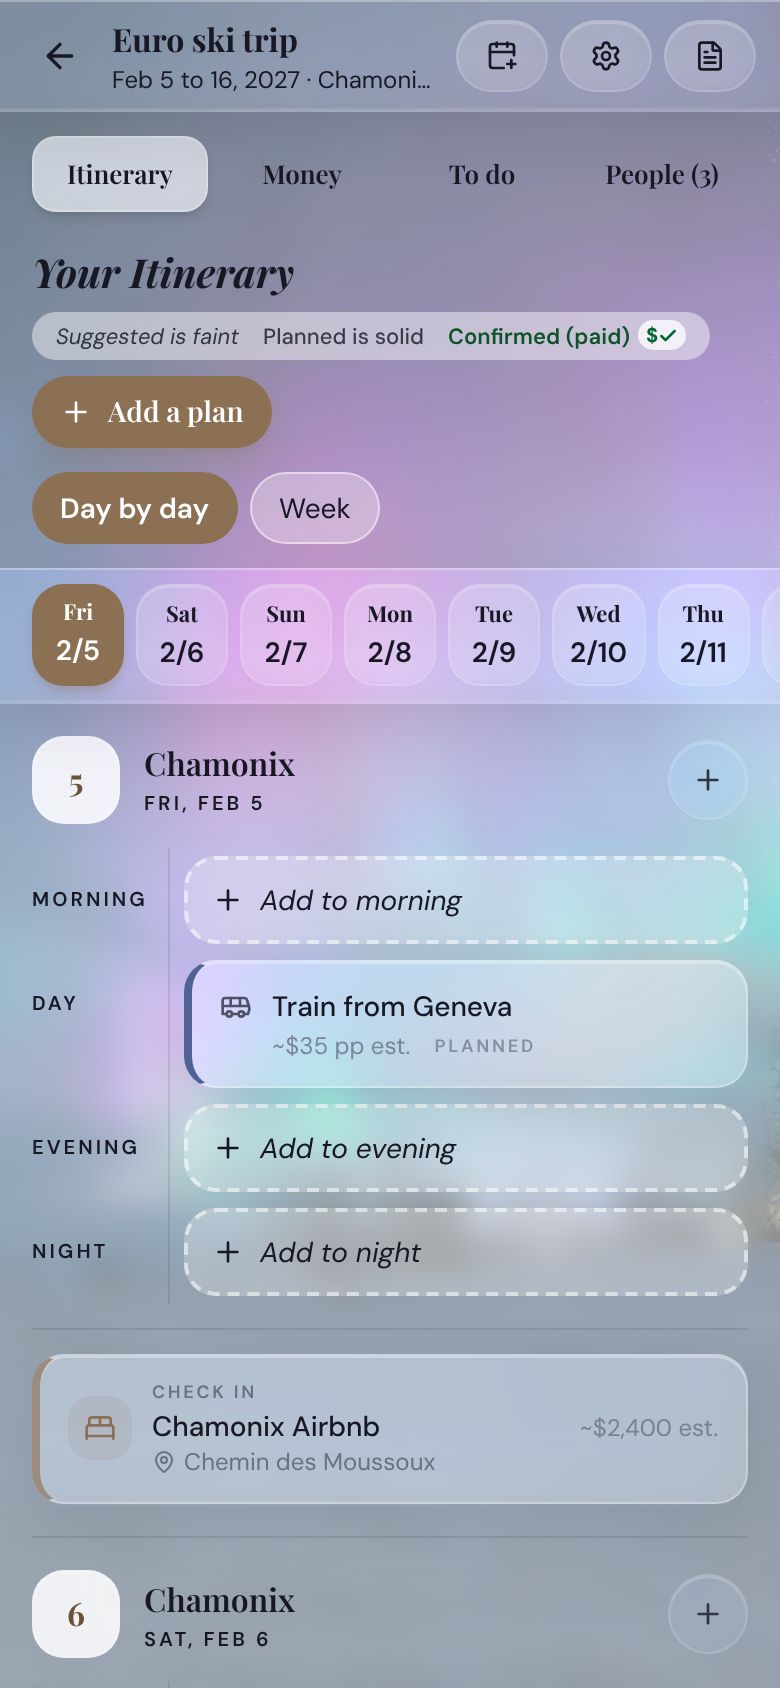 Euro ski trip
Feb 5 to 16, 2027 · Chamoni...
Itinerary Money To do People (3)
Your Itinerary
Suggested is faint Planned is solid Confirmed (paid) $✓
+ Add a plan
Day by day Week
Fri Sat Sun Mon Tue Wed Thu
2/5 2/6 2/7 2/8 2/9 2/10 2/11
5 Chamonix
FRI, FEB 5
MORNING + Add to morning
DAY Train from Geneva
~$35 pp est. PLANNED
EVENING + Add to evening
NIGHT + Add to night
CHECK IN
Chamonix Airbnb ~$2,400 est.
Chemin des Moussoux
6 Chamonix
SAT, FEB 6